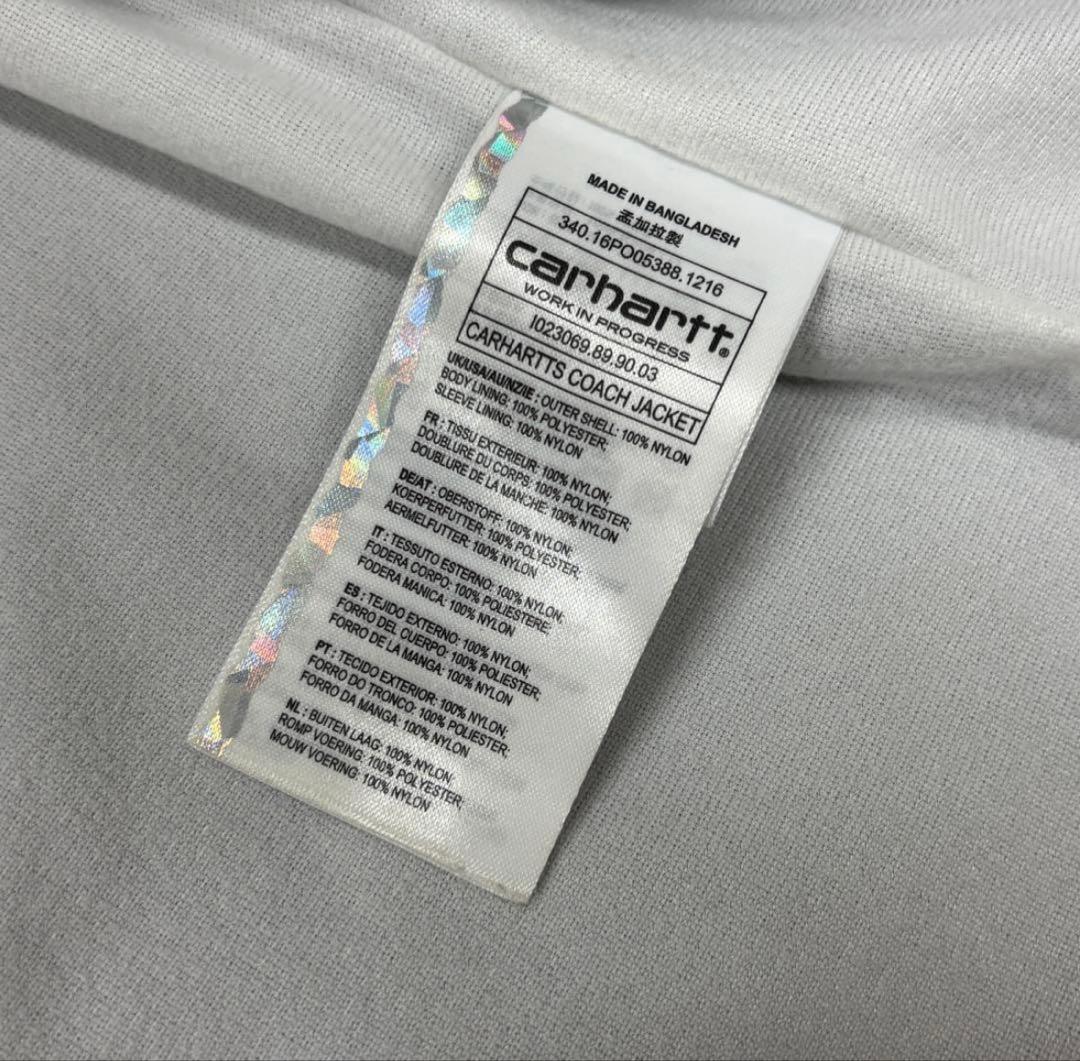 MADE IN BANGLADESH
孟加拉製
340.16PO05388.1216
carhartt®
WORK IN PROGRESS
I023069.89.90.03
CARHARTTS COACH JACKET
UK/USA/AU/NZ/IE : OUTER SHELL: 100% NYLON
BODY LINING: 100% POLYESTER;
SLEEVE LINING: 100% NYLON
FR : TISSU EXTERIEUR: 100% NYLON;
DOUBLURE DU CORPS: 100% POLYESTER;
DOUBLURE DE LA MANCHE: 100% NYLON
DE/AT : OBERSTOFF: 100% NYLON;
KOERPERFUTTER: 100% POLYESTER;
AERMELFUTTER: 100% NYLON
IT : TESSUTO ESTERNO: 100% NYLON;
FODERA CORPO: 100% POLIESTERE;
FODERA MANICA: 100% NYLON
ES : TEJIDO EXTERNO: 100% NYLON;
FORRO DEL CUERPO: 100% POLIESTER;
FORRO DE LA MANGA: 100% NYLON
PT : TECIDO EXTERIOR: 100% NYLON;
FORRO DO TRONCO: 100% POLIESTER;
FORRO DA MANGA: 100% NYLON
NL : BUITEN LAAG: 100% NYLON;
ROMP VOERING: 100% POLYESTER;
MOUW VOERING: 100% NYLON